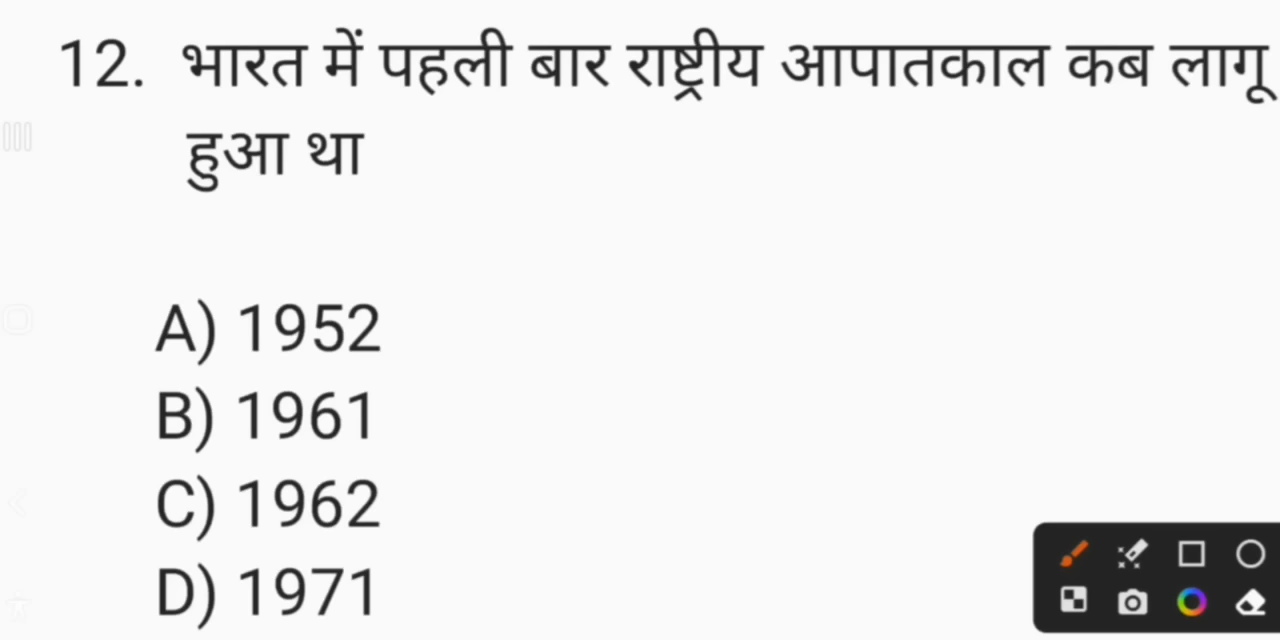 12. भारत में पहली बार राष्ट्रीय आपातकाल कब लागू
हुआ था
A) 1952
B) 1961
C) 1962
D) 1971